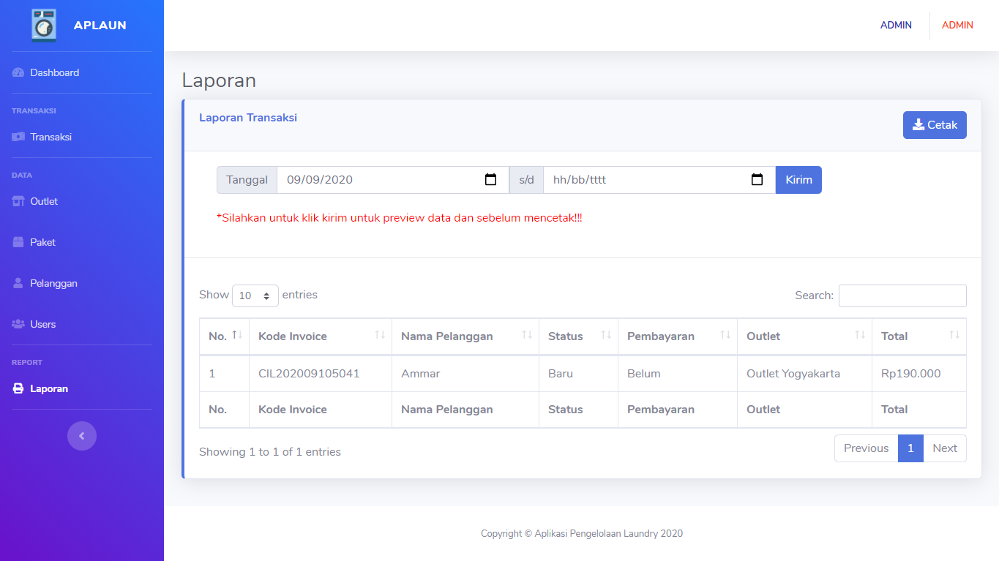 APLAUN
ADMIN ADMIN
Dashboard
TRANSAKSI
Transaksi
DATA
Outlet
Paket
Pelanggan
Users
REPORT
Laporan
Laporan
Laporan Transaksi
Cetak
Tanggal 09/09/2020 s/d hh/bb/tttt Kirim
*Silahkan untuk klik kirim untuk preview data dan sebelum mencetak!!!
Show 10 entries Search:
No. Kode Invoice Nama Pelanggan Status Pembayaran Outlet Total
1 CIL202009105041 Ammar Baru Belum Outlet Yogyakarta Rp190.000
No. Kode Invoice Nama Pelanggan Status Pembayaran Outlet Total
Showing 1 to 1 of 1 entries Previous 1 Next
Copyright © Aplikasi Pengelolaan Laundry 2020